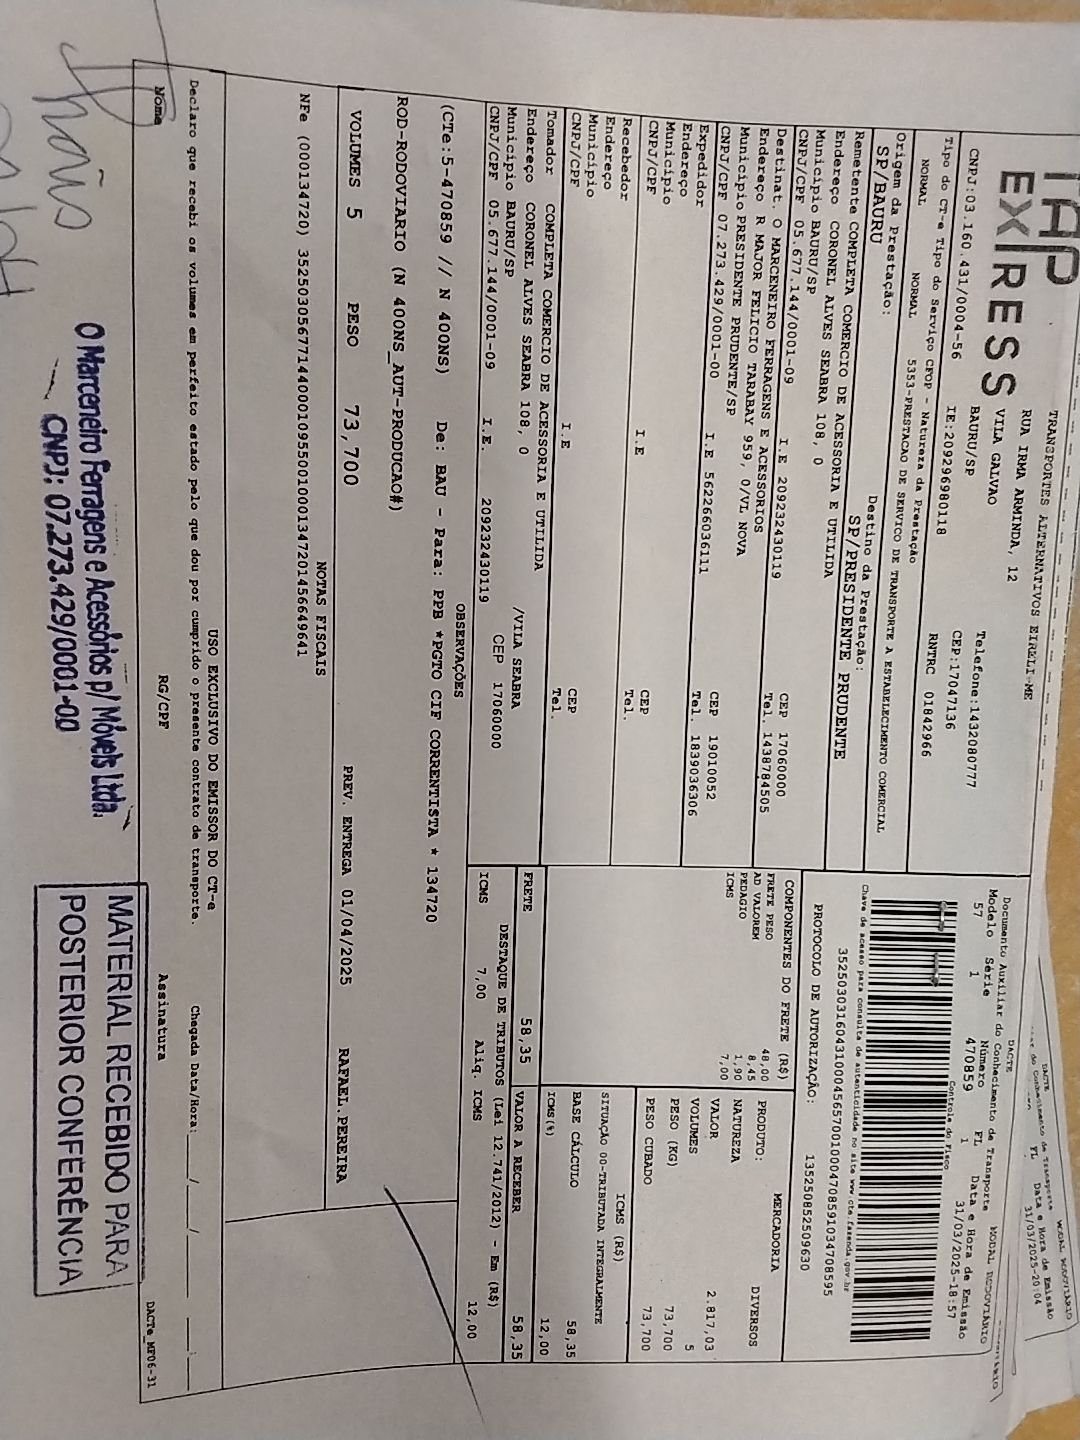 TAP
EXPRESS
TRANSPORTES ALTERNATIVOS EIRELI-ME
RUA IRMA ARMINDA, 12
VILA GALVAO
BAURU/SP
Telefone:1432080777
CEP:17047136
CNPJ:03.160.431/0004-56
IE:209296980118
RNTRC 01842966
Tipo do CT-e Tipo do Serviço CFOP - Natureza da Prestação
NORMAL NORMAL 5353-PRESTACAO DE SERVICO DE TRANSPORTE A ESTABELECIMENTO COMERCIAL
Origem da Prestação: Destino da Prestação:
SP/BAURU SP/PRESIDENTE PRUDENTE
Remetente COMPLETA COMERCIO DE ACESSORIA E UTILIDA
Endereço CORONEL ALVES SEABRA 108, 0
Município BAURU/SP CEP 17060000
CNPJ/CPF 05.677.144/0001-09 I.E 209232430119 Tel. 1438784505
Destinat. O MARCENEIRO FERRAGENS E ACESSORIOS
Endereço R MAJOR FELICIO TARABAY 959, 0/VL NOVA
Município PRESIDENTE PRUDENTE/SP CEP 19010052
CNPJ/CPF 07.273.429/0001-00 I.E 562266036111 Tel. 1839036306
Expedidor
Endereço
Município CEP
CNPJ/CPF I.E Tel.
Recebedor
Endereço
Município CEP
CNPJ/CPF I.E Tel.
Tomador COMPLETA COMERCIO DE ACESSORIA E UTILIDA
Endereço CORONEL ALVES SEABRA 108, 0 /VILA SEABRA
Município BAURU/SP CEP 17060000
CNPJ/CPF 05.677.144/0001-09 I.E. 209232430119
DACTE
Documento Auxiliar do Conhecimento de Transporte
MODAL RODOVIÁRIO
Modelo Série Número FL Data e Hora de Emissão
57 1 470859 1 31/03/2025-18:57
Controle do Fisco
Chave de acesso para consulta de autenticidade no site www.cte.fazenda.gov.br
35250303160431000456570010004708591034708595
PROTOCOLO DE AUTORIZAÇÃO: 135250852509630
COMPONENTES DO FRETE (R$)
FRETE PESO 48,00
AD VALOREM 8,45
PEDAGIO 1,90
ICMS 7,00
MERCADORIA
PRODUTO: DIVERSOS
NATUREZA
VALOR 2.817,03
VOLUMES 5
PESO (KG) 73,700
PESO CUBADO 73,700
ICMS (R$)
SITUAÇÃO 00-TRIBUTADA INTEGRALMENTE
BASE CÁLCULO 58,35
ICMS(%) 12,00
FRETE 58,35 VALOR A RECEBER 58,35
DESTAQUE DE TRIBUTOS (Lei 12.741/2012) - Em (R$)
ICMS 7,00 Aliq. ICMS 12,00
OBSERVAÇÕES
(CTe:5-470859 // N 400NS) De: BAU - Para: PPB *PGTO CIF CORRENTISTA * 134720
ROD-RODOVIARIO (N 400NS_AUT-PRODUCAO#)
VOLUMES 5 PESO 73,700 PREV. ENTREGA 01/04/2025 RAFAEL.PEREIRA
NOTAS FISCAIS
NFe (000134720) 35250305677144000109550010001347201456649641
USO EXCLUSIVO DO EMISSOR DO CT-e
Declaro que recebi os volumes em perfeito estado pelo que dou por cumprido o presente contrato de transporte.
Chegada Data/Hora: ___/___/______ ___:___
Nome RG/CPF Assinatura
DACTe_MF06-31
O Marceneiro Ferragens e Acessórios p/ Móveis Ltda.
CNPJ: 07.273.429/0001-00
MATERIAL RECEBIDO PARA
POSTERIOR CONFERÊNCIA
DACTE
MODAL RODOVIÁRIO
FL Data e Hora de Emissão
31/03/2025-20:04